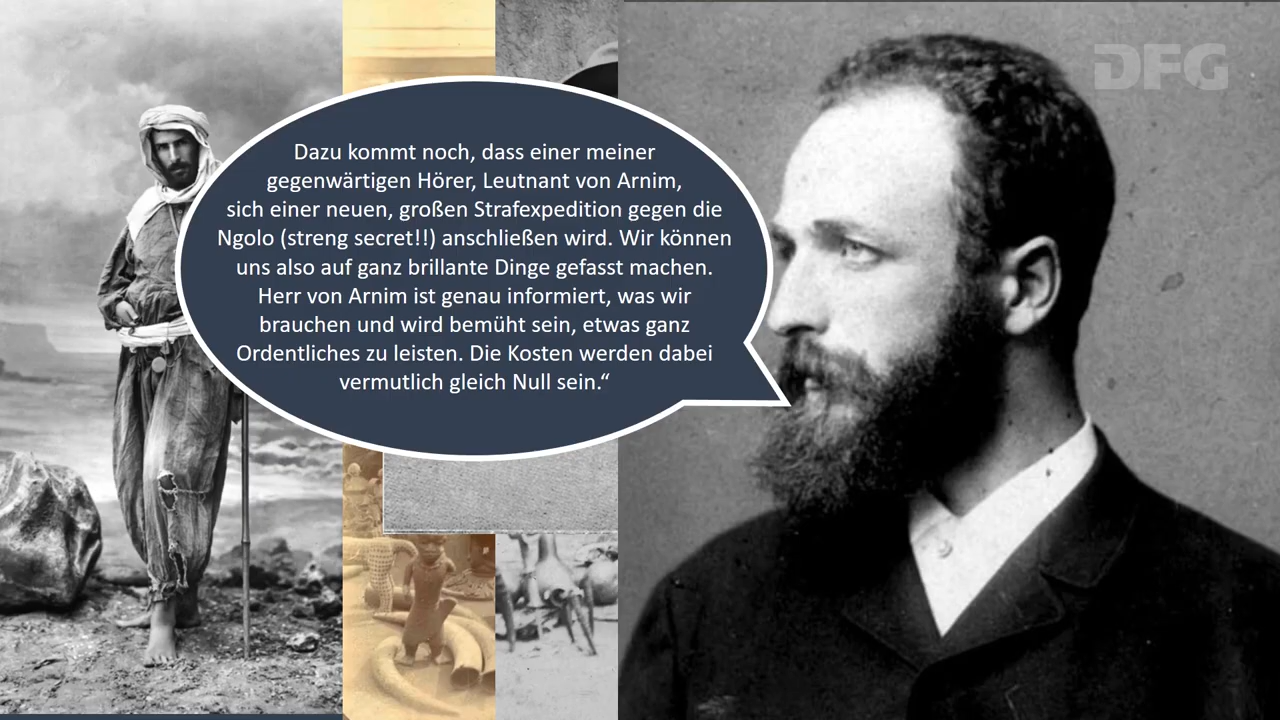 DFG
Dazu kommt noch, dass einer meiner
gegenwärtigen Hörer, Leutnant von Arnim,
sich einer neuen, großen Strafexpedition gegen die
Ngolo (streng secret!!) anschließen wird. Wir können
uns also auf ganz brillante Dinge gefasst machen.
Herr von Arnim ist genau informiert, was wir
brauchen und wird bemüht sein, etwas ganz
Ordentliches zu leisten. Die Kosten werden dabei
vermutlich gleich Null sein.“